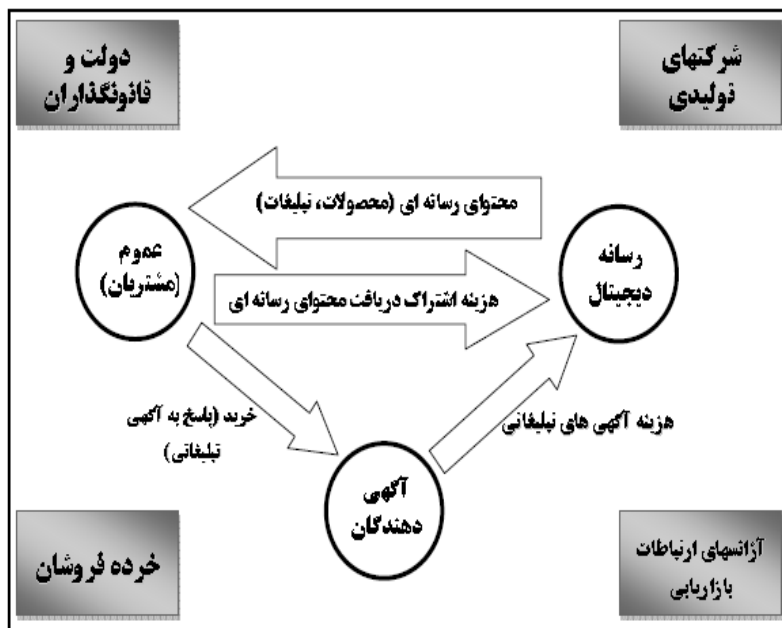 شرکتهای
تولیدی
دولت و
قانونگذاران
محتوای رسانه ای (محصولات، تبلیغات)
رسانه
دیجیتال
عموم
(مشتریان)
هزینه اشتراک دریافت محتوای رسانه ای
هزینه آگهی های تبلیغاتی
خرید (پاسخ به آگهی
تبلیغاتی)
آگهی
دهندگان
آژانسهای ارتباطات
بازاریابی
خرده فروشان